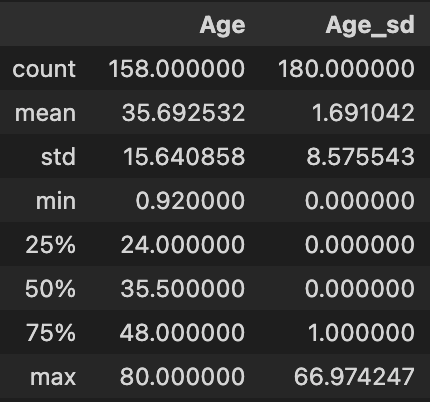 Age Age_sd
count 158.000000 180.000000
mean 35.692532 1.691042
std 15.640858 8.575543
min 0.920000 0.000000
25% 24.000000 0.000000
50% 35.500000 0.000000
75% 48.000000 1.000000
max 80.000000 66.974247